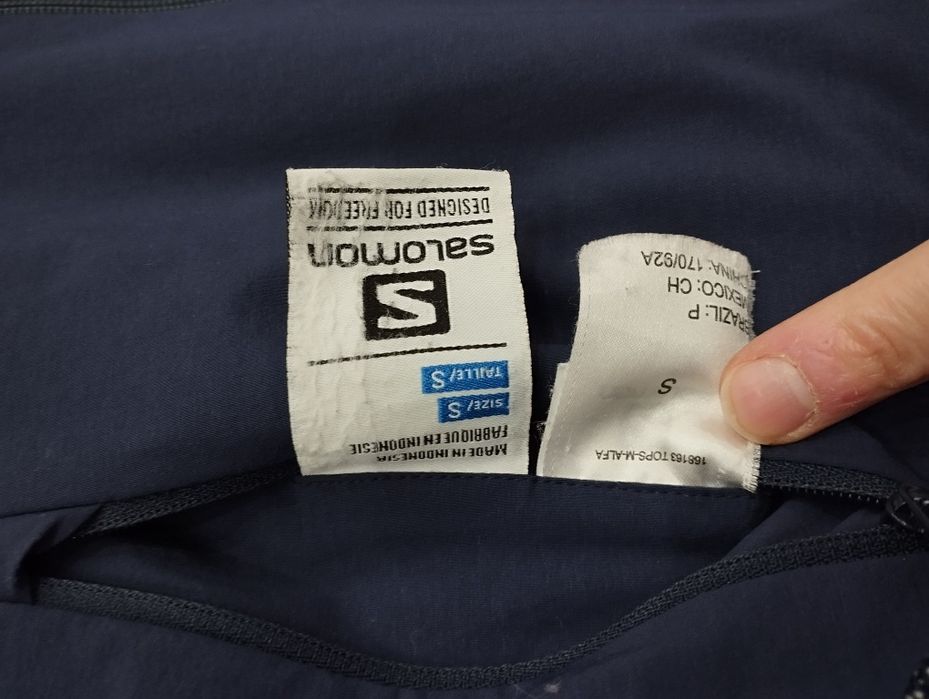 MADE IN INDONESIA
FABRIQUE EN INDONESIE
SIZE/ S
TAILLE/ S
S
salomon
DESIGNED FOR FREEDOM
168163 TOPS-M-ALFA
S
BRAZIL: P
MEXICO: CH
CHINA: 170/92A